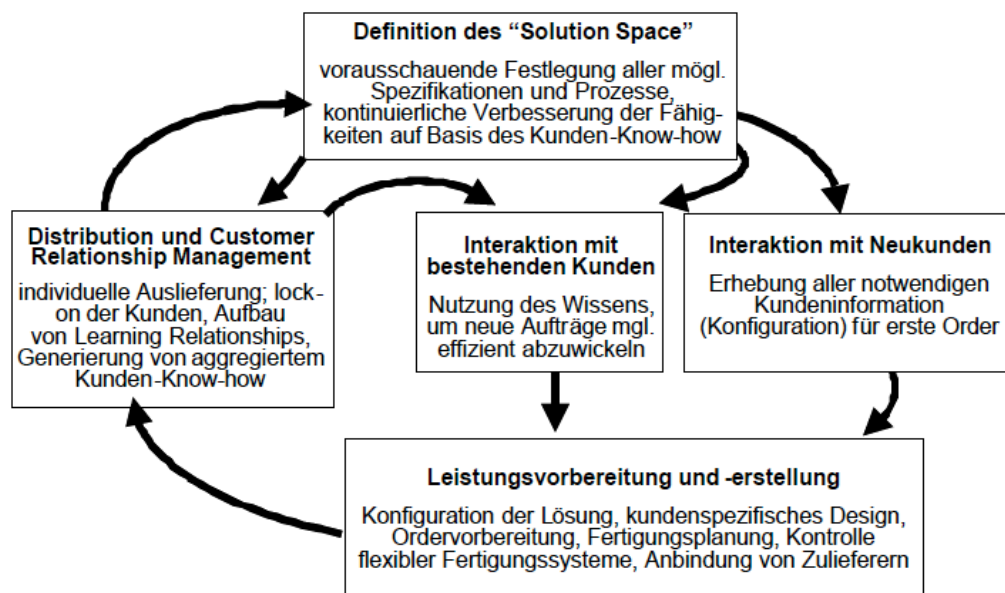 Definition des “Solution Space”
vorausschauende Festlegung aller mögl.
Spezifikationen und Prozesse,
kontinuierliche Verbesserung der Fähig-
keiten auf Basis des Kunden-Know-how
Distribution und Customer
Relationship Management
individuelle Auslieferung; lock-
on der Kunden, Aufbau
von Learning Relationships,
Generierung von aggregiertem
Kunden-Know-how
Interaktion mit
bestehenden Kunden
Nutzung des Wissens,
um neue Aufträge mgl.
effizient abzuwickeln
Interaktion mit Neukunden
Erhebung aller notwendigen
Kundeninformation
(Konfiguration) für erste Order
Leistungsvorbereitung und -erstellung
Konfiguration der Lösung, kundenspezifisches Design,
Ordervorbereitung, Fertigungsplanung, Kontrolle
flexibler Fertigungssysteme, Anbindung von Zulieferern